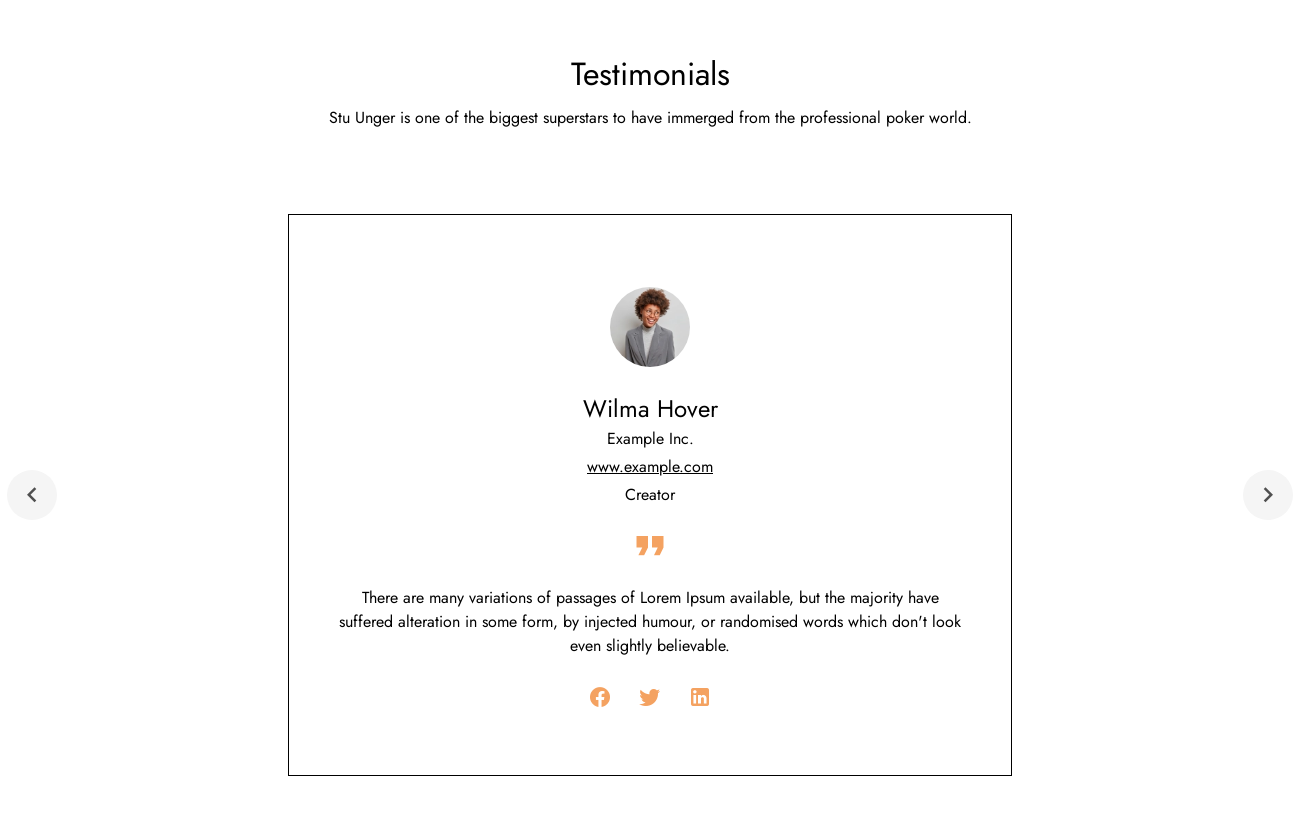 Testimonials
Stu Unger is one of the biggest superstars to have immerged from the professional poker world.
Wilma Hover
Example Inc.
www.example.com
Creator
There are many variations of passages of Lorem Ipsum available, but the majority have
suffered alteration in some form, by injected humour, or randomised words which don't look
even slightly believable.